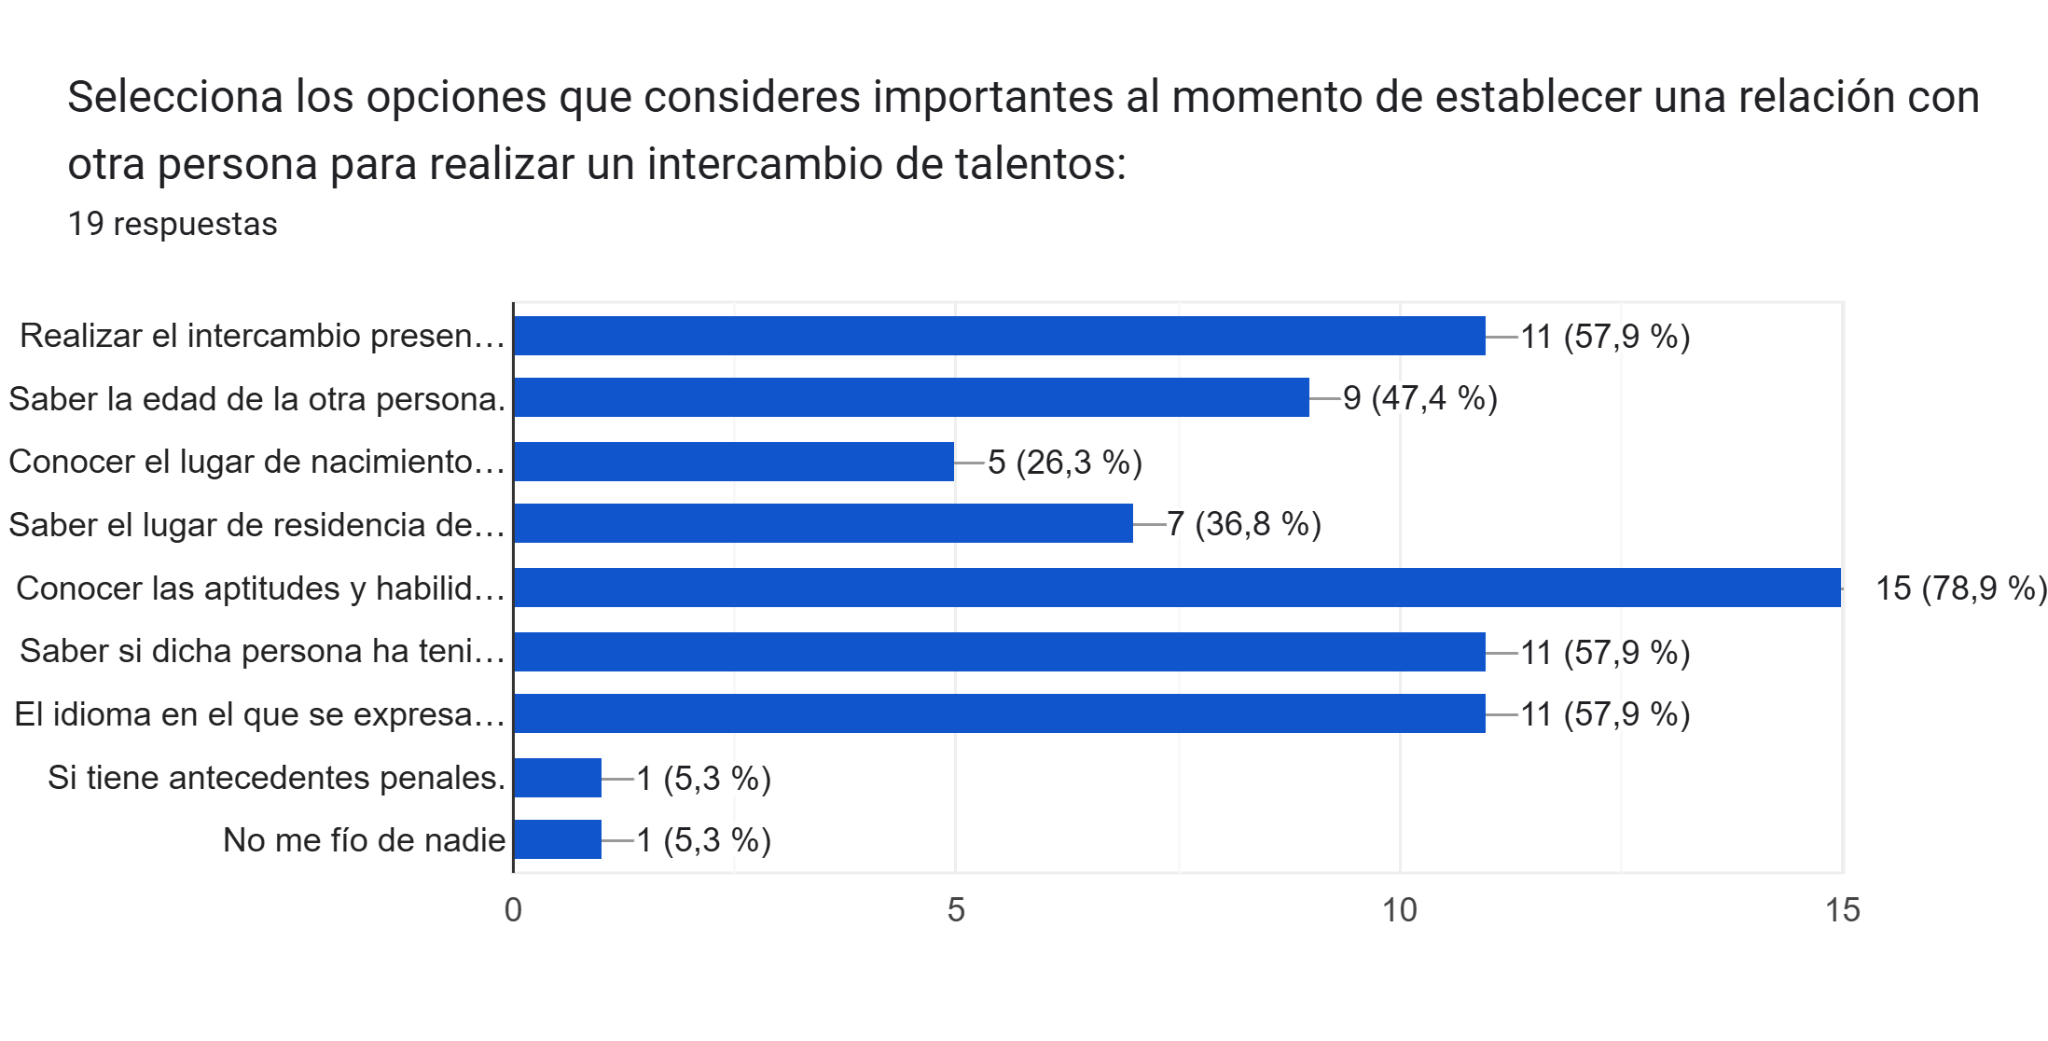 Selecciona los opciones que consideres importantes al momento de establecer una relación con
otra persona para realizar un intercambio de talentos:
19 respuestas
Realizar el intercambio presen… 11 (57,9 %)
Saber la edad de la otra persona. 9 (47,4 %)
Conocer el lugar de nacimiento… 5 (26,3 %)
Saber el lugar de residencia de… 7 (36,8 %)
Conocer las aptitudes y habilid… 15 (78,9 %)
Saber si dicha persona ha teni… 11 (57,9 %)
El idioma en el que se expresa… 11 (57,9 %)
Si tiene antecedentes penales. 1 (5,3 %)
No me fío de nadie 1 (5,3 %)
0 5 10 15